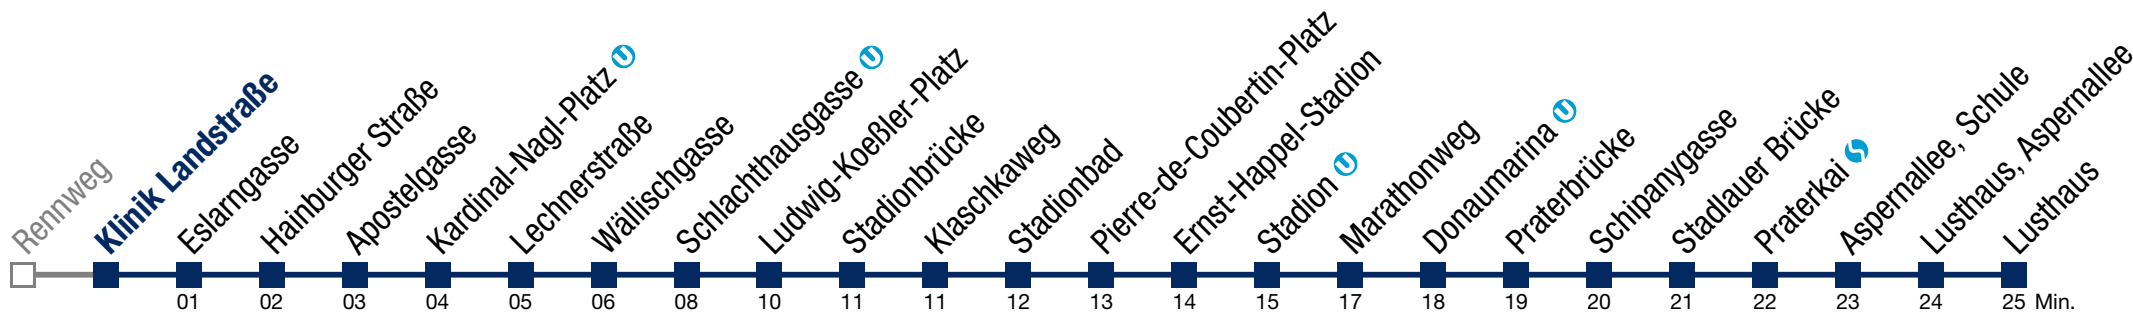 Rennweg
Klinik Landstraße
Eslarngasse
Hainburger Straße
Apostelgasse
Kardinal-Nagl-Platz U
Lechnerstraße
Wällischgasse
Schlachthausgasse U
Ludwig-Koeßler-Platz
Stadionbrücke
Klaschkaweg
Stadionbad
Pierre-de-Coubertin-Platz
Ernst-Happel-Stadion
Stadion U
Marathonweg
Donaumarina U
Praterbrücke
Schipanygasse
Stadlauer Brücke
Praterkai S
Aspernallee, Schule
Lusthaus, Aspernallee
Lusthaus
01 02 03 04 05 06 08 10 11 11 12 13 14 15 17 18 19 20 21 22 23 24 25 Min.